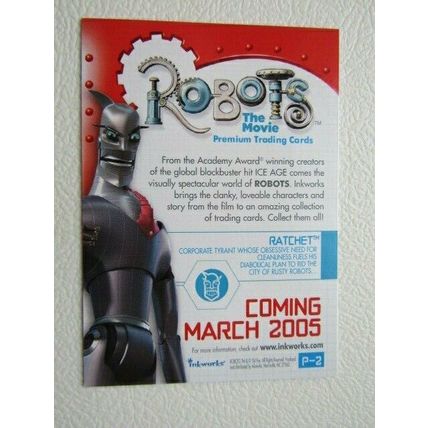 ROBOTS™
The
Movie
Premium Trading Cards
From the Academy Award® winning creators
of the global blockbuster hit ICE AGE comes the
visually spectacular world of ROBOTS. Inkworks
brings the clanky, loveable characters and
story from the film to an amazing collection
of trading cards. Collect them all!
RATCHET™
CORPORATE TYRANT WHOSE OBSESSIVE NEED FOR
CLEANLINESS FUELS HIS
DIABOLICAL PLAN TO RID THE
CITY OF RUSTY ROBOTS.
COMING
MARCH 2005
For more information, check out www.inkworks.com
inkworks
P-2